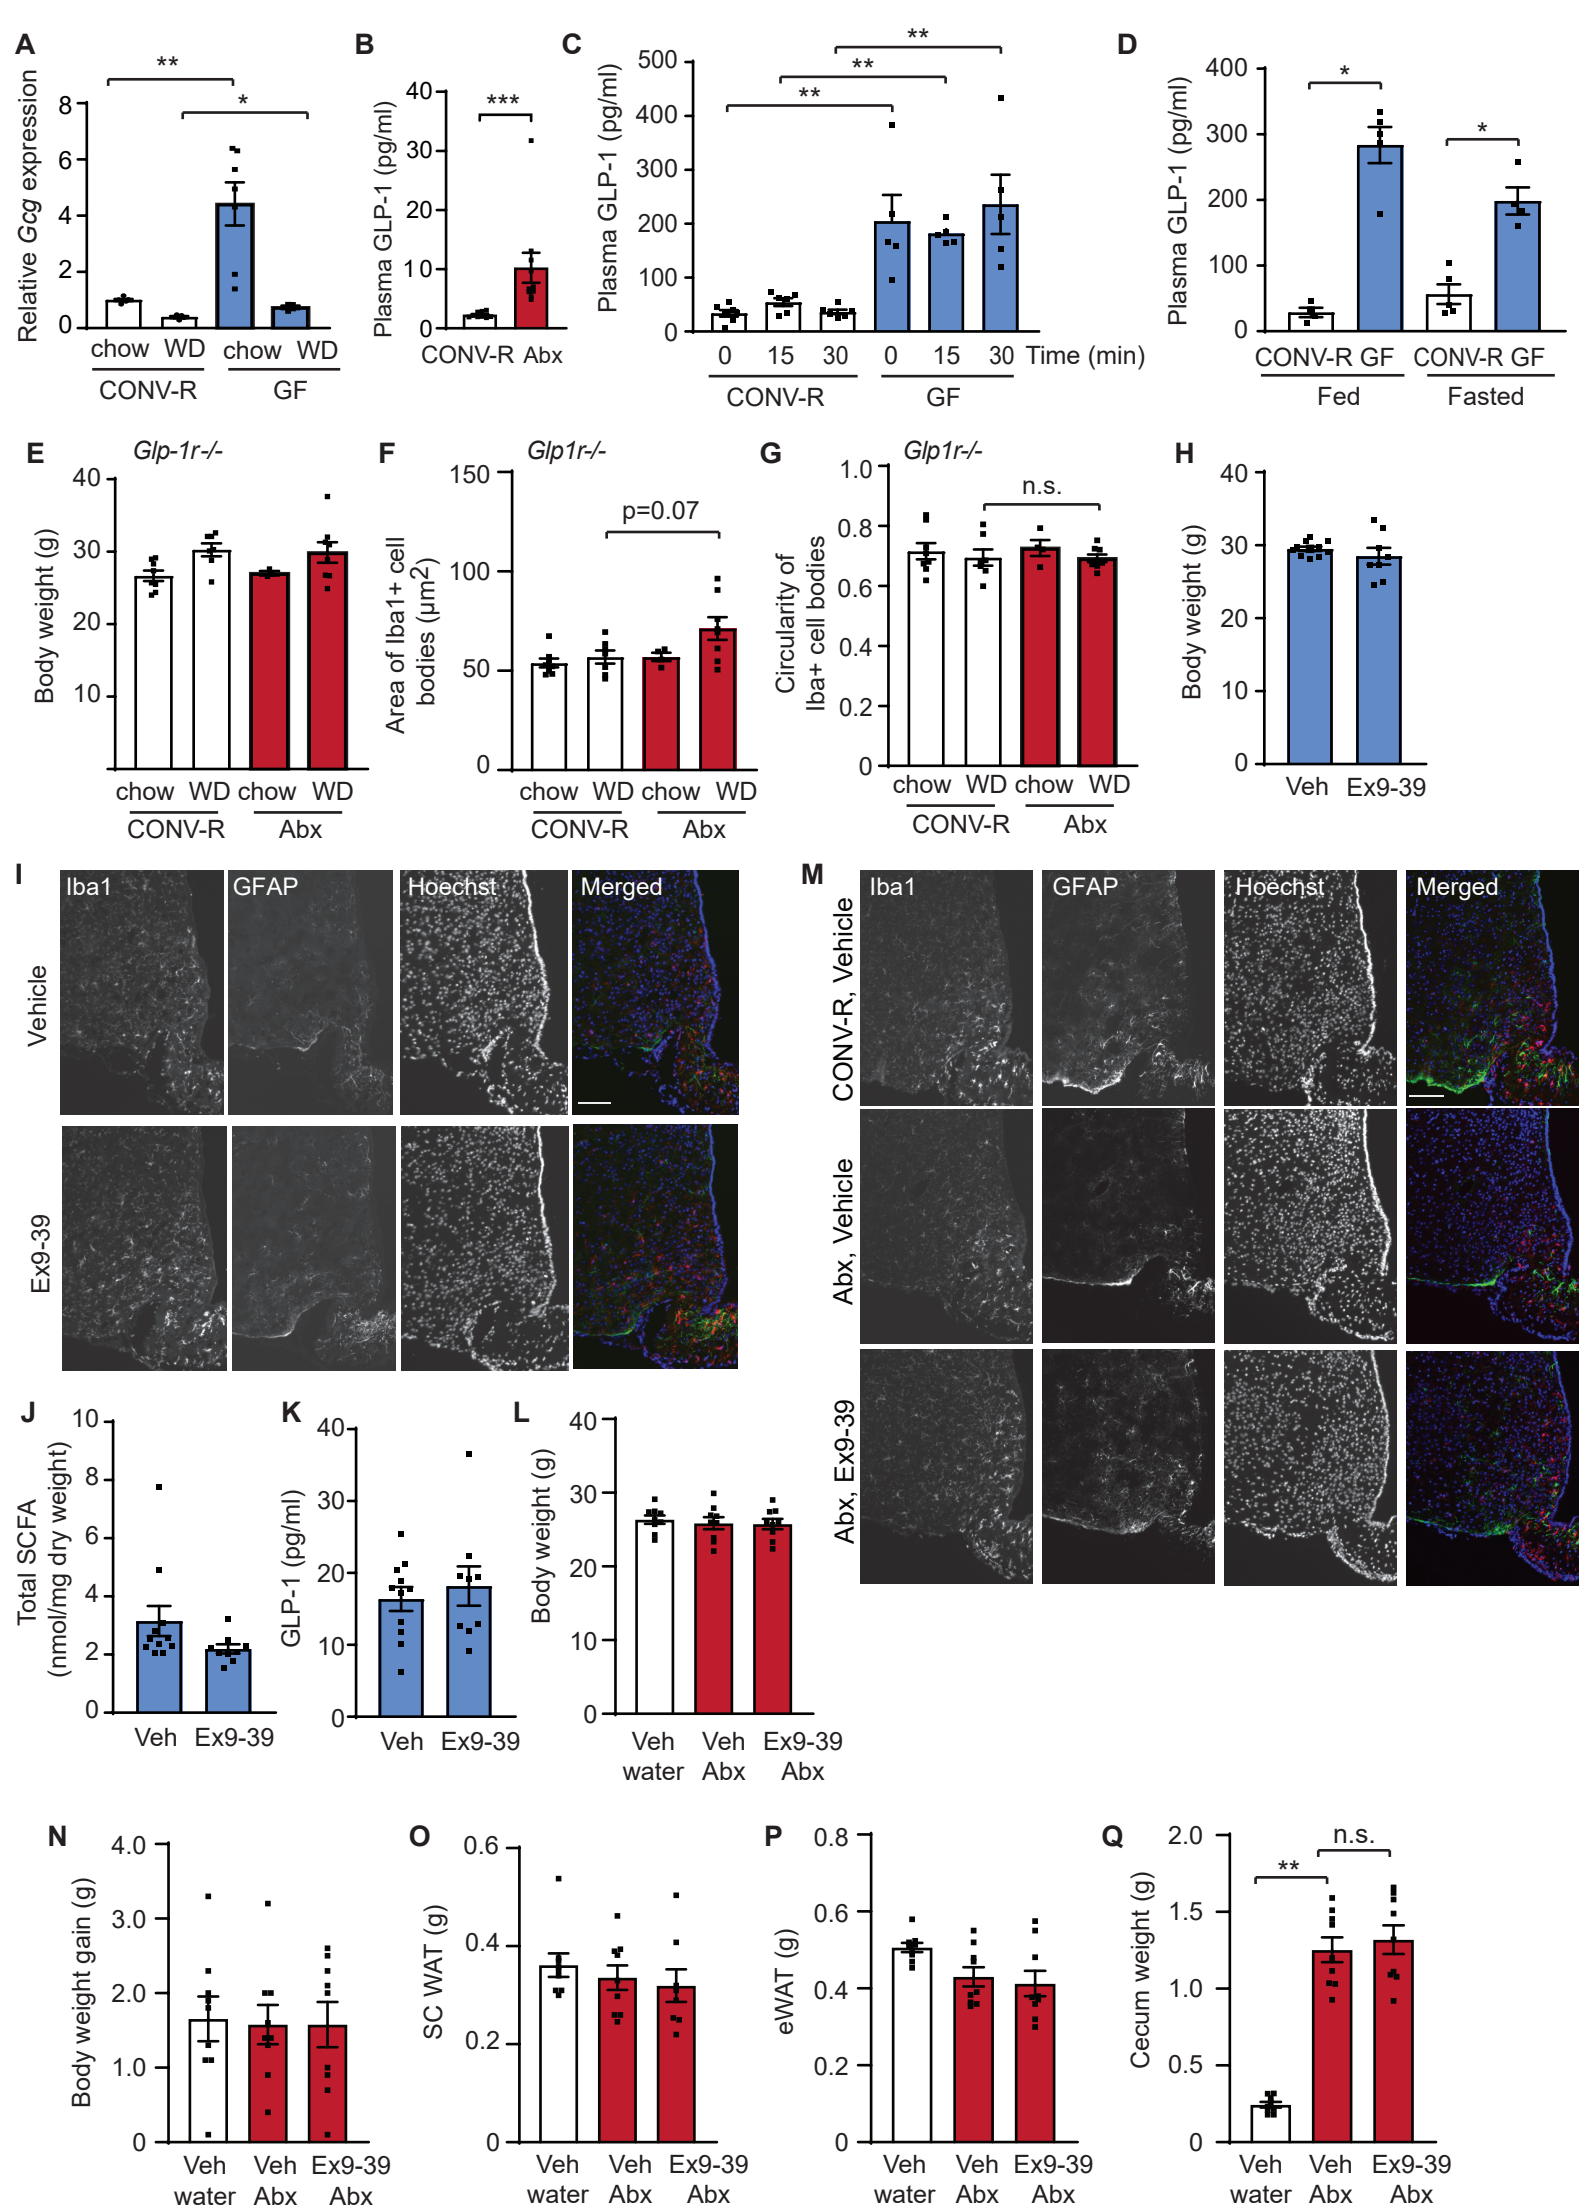 A
Relative Gcg expression
8
6
4
2
0
**
*
chow WD chow WD
CONV-R GF
B
Plasma GLP-1 (pg/ml)
40
30
20
10
0
***
CONV-R Abx
C
Plasma GLP-1 (pg/ml)
500
400
300
200
100
0
**
**
**
0 15 30 0 15 30 Time (min)
CONV-R GF
D
Plasma GLP-1 (pg/ml)
400
300
200
100
0
*
*
CONV-R GF CONV-R GF
Fed Fasted
E
Glp-1r-/-
Body weight (g)
40
30
20
10
chow WD chow WD
CONV-R Abx
F
Glp1r-/-
Area of Iba1+ cell
bodies (µm2)
150
100
50
0
p=0.07
chow WD chow WD
CONV-R Abx
G
Glp1r-/-
Circularity of
Iba+ cell bodies
1.0
0.8
0.6
0.4
0.2
0
n.s.
chow WD chow WD
CONV-R Abx
H
Body weight (g)
40
30
20
10
0
Veh Ex9-39
I
Iba1 GFAP Hoechst Merged
Vehicle
Ex9-39
M
Iba1 GFAP Hoechst Merged
CONV-R, Vehicle
Abx, Vehicle
Abx, Ex9-39
J
Total SCFA
(nmol/mg dry weight)
10
8
6
4
2
0
Veh Ex9-39
K
GLP-1 (pg/ml)
40
30
20
10
0
Veh Ex9-39
L
Body weight (g)
40
30
20
10
0
Veh Veh Ex9-39
water Abx Abx
N
Body weight gain (g)
4.0
3.0
2.0
1.0
0
Veh Veh Ex9-39
water Abx Abx
O
SC WAT (g)
0.6
0.4
0.2
0
Veh Veh Ex9-39
water Abx Abx
P
eWAT (g)
0.8
0.6
0.4
0.2
0
Veh Veh Ex9-39
water Abx Abx
Q
Cecum weight (g)
2.0
1.5
1.0
0.5
0
**
n.s.
Veh Veh Ex9-39
water Abx Abx